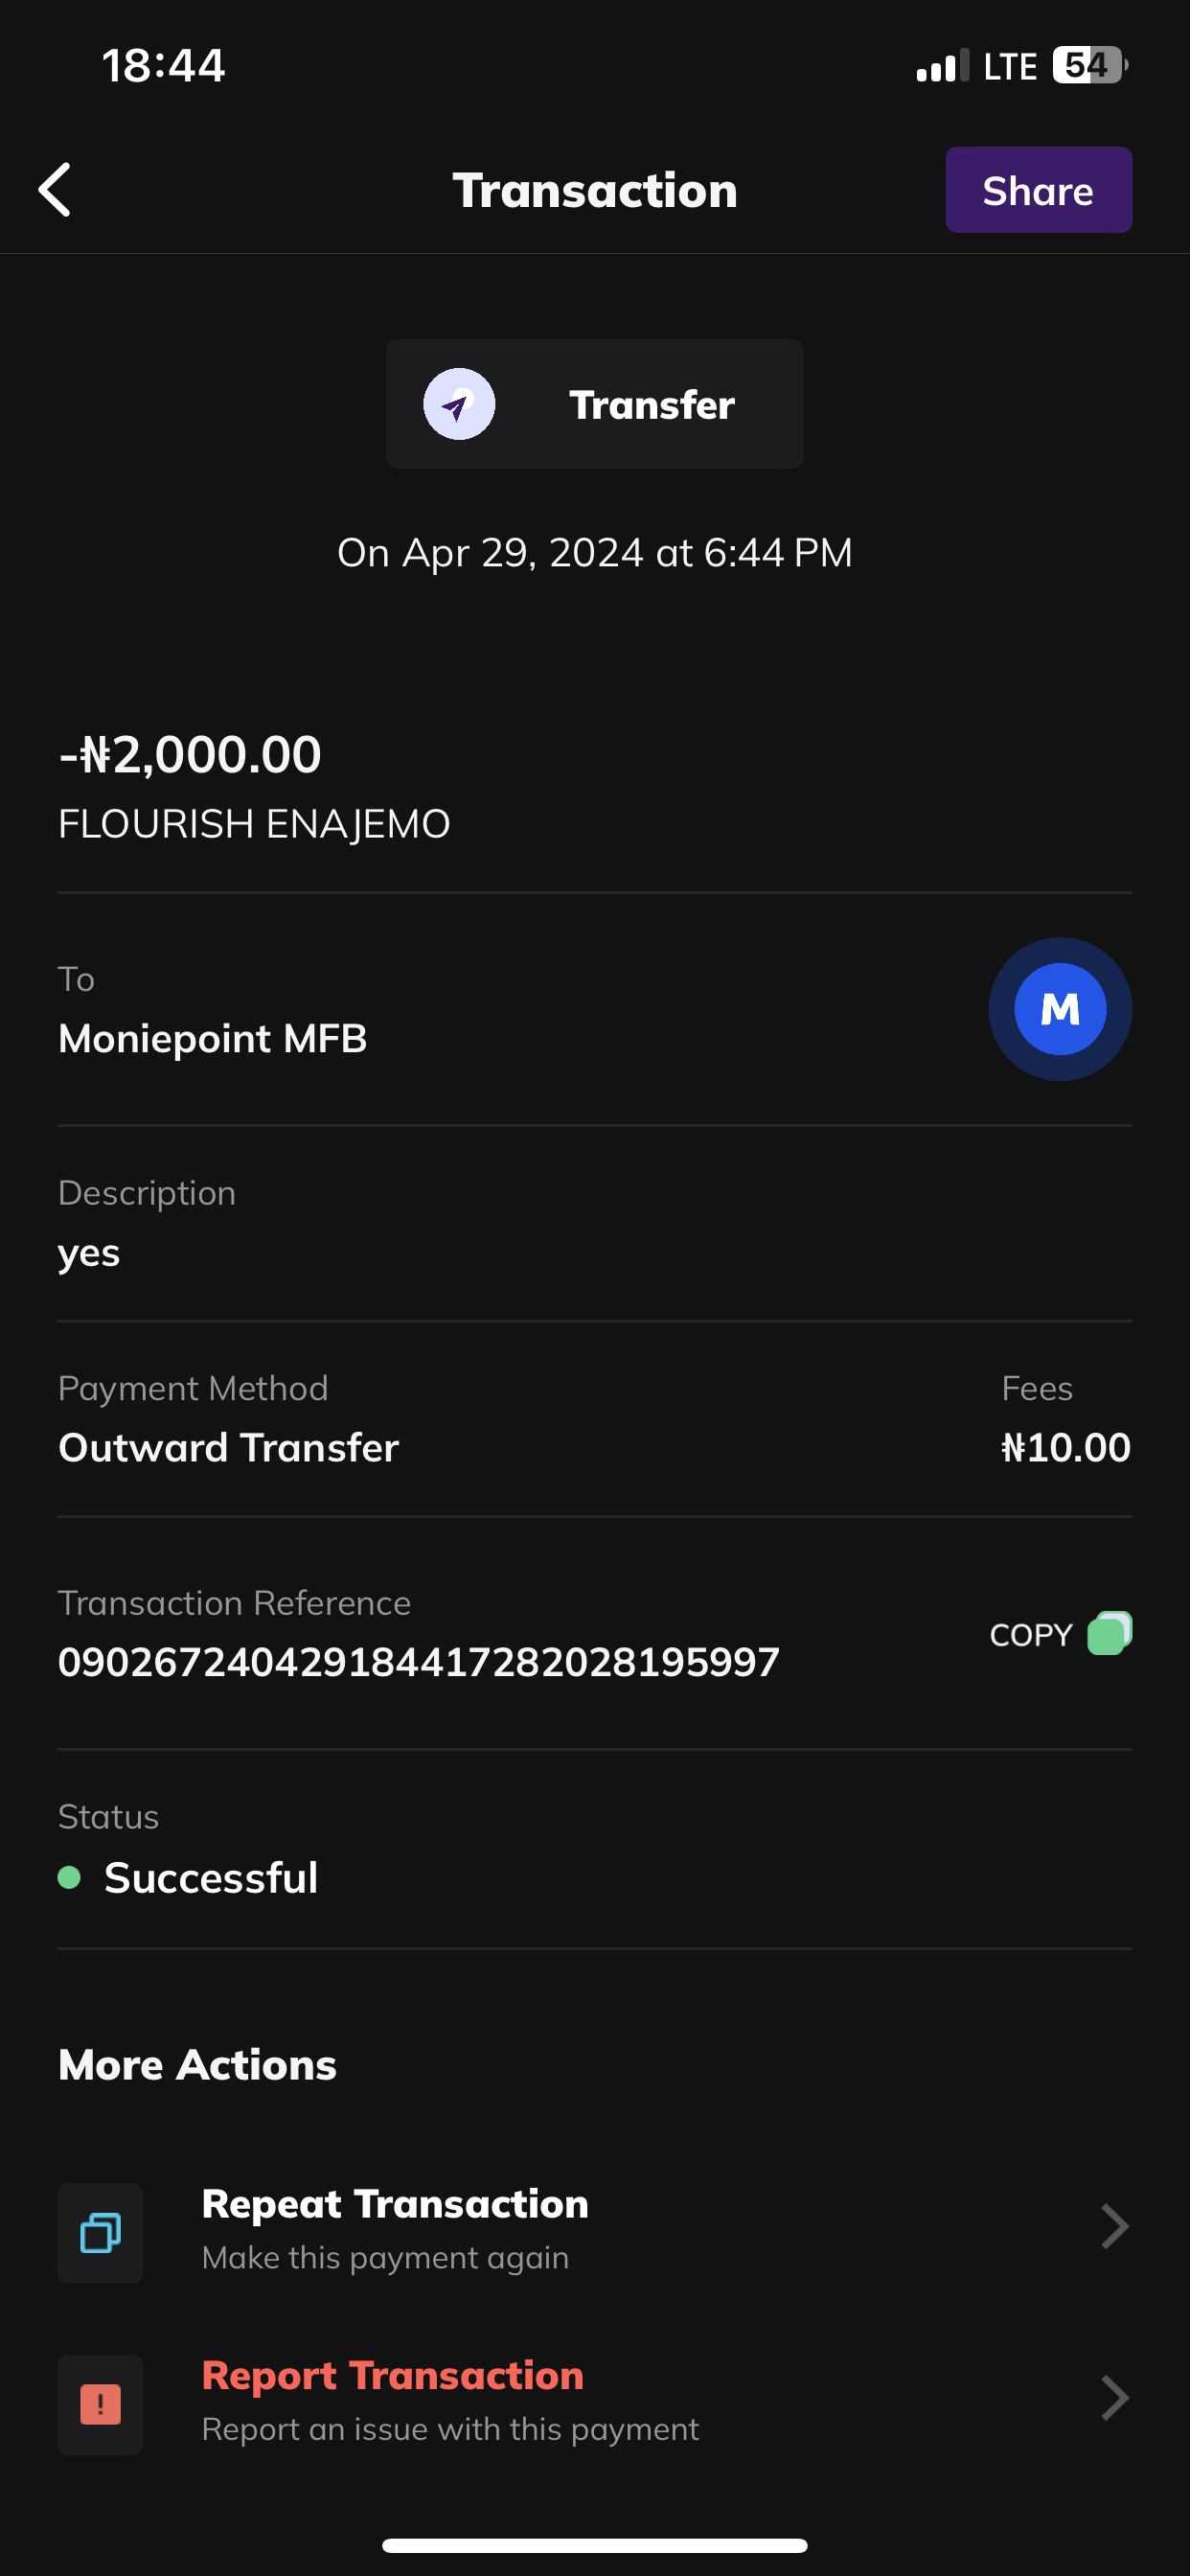 18:44
LTE 54
Transaction
Share
Transfer
On Apr 29, 2024 at 6:44 PM
-₦2,000.00
FLOURISH ENAJEMO
To
Moniepoint MFB
M
Description
yes
Payment Method
Fees
Outward Transfer
₦10.00
Transaction Reference
090267240429184417282028195997
COPY
Status
Successful
More Actions
Repeat Transaction
Make this payment again
!
Report Transaction
Report an issue with this payment